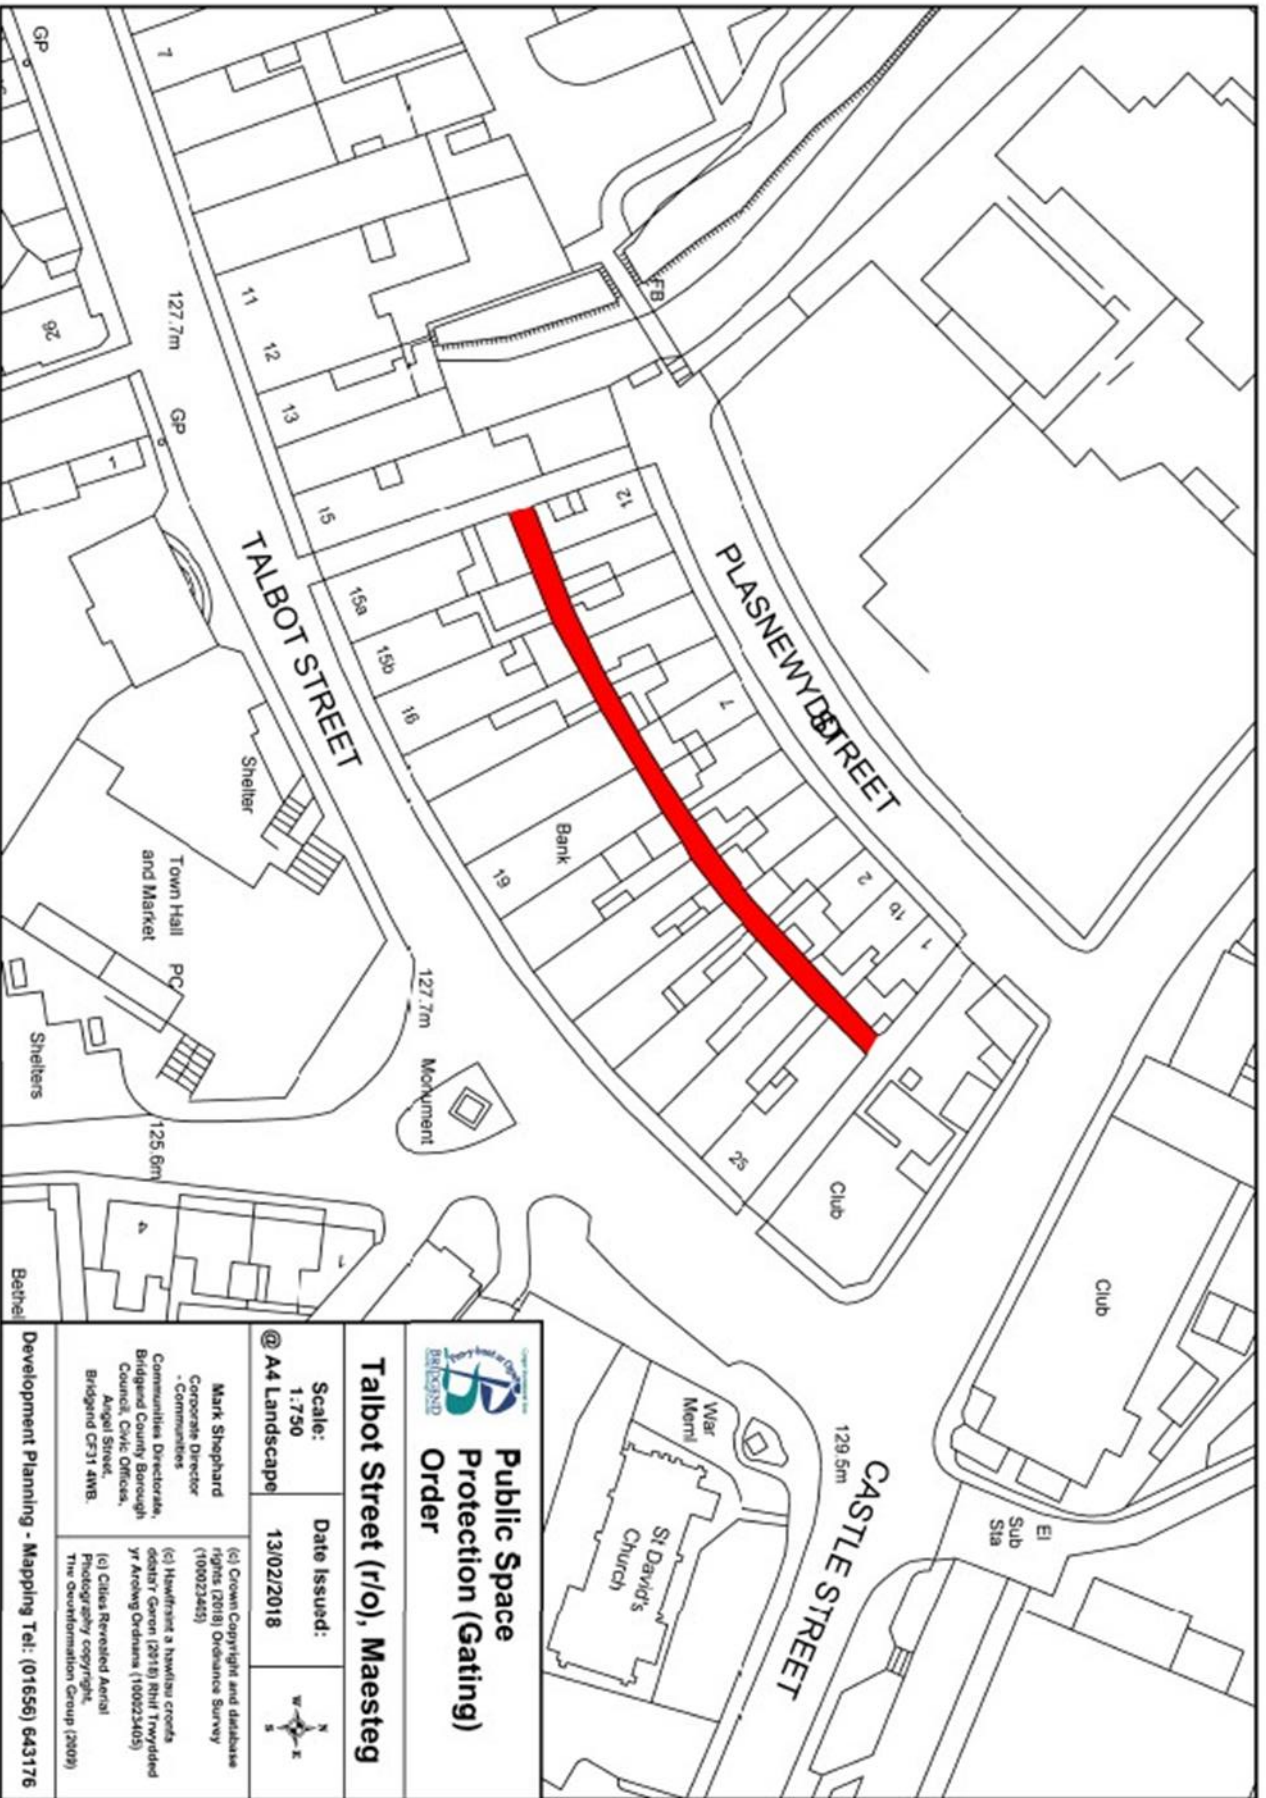 GP
7
26
127.7m
11
12
13
GP
1
15
TALBOT STREET
15a
15b
16
19
Bank
FB
12
PLASNEWYDD
STREET
7
2
1b
1
25
Club
Club
Shelter
Town Hall
and Market
PC
Shelters
127.7m
Monument
125.6m
4
1
Bethel
War
Meml
St David's
Church
129.5m
CASTLE STREET
El
Sub
Sta
BRIDGEND
Public Space
Protection (Gating)
Order
Talbot Street (r/o), Maesteg
Scale:
1:750
@ A4 Landscape
Date Issued:
13/02/2018
N
W
E
S
Mark Shephard
Corporate Director
- Communities
Communities Directorate,
Bridgend County Borough
Council, Civic Offices,
Angel Street,
Bridgend CF31 4WB.
(c) Crown Copyright and database
rights (2018) Ordnance Survey
(100023405)
(c) Hawlfraint a hawliau cronfa
ddata'r Goron (2018) Rhif Trwydded
yr Arolwg Ordnans (100023405)
(c) Cities Revealed Aerial
Photography copyright,
The GeoInformation Group (2009)
Development Planning - Mapping Tel: (01656) 643176